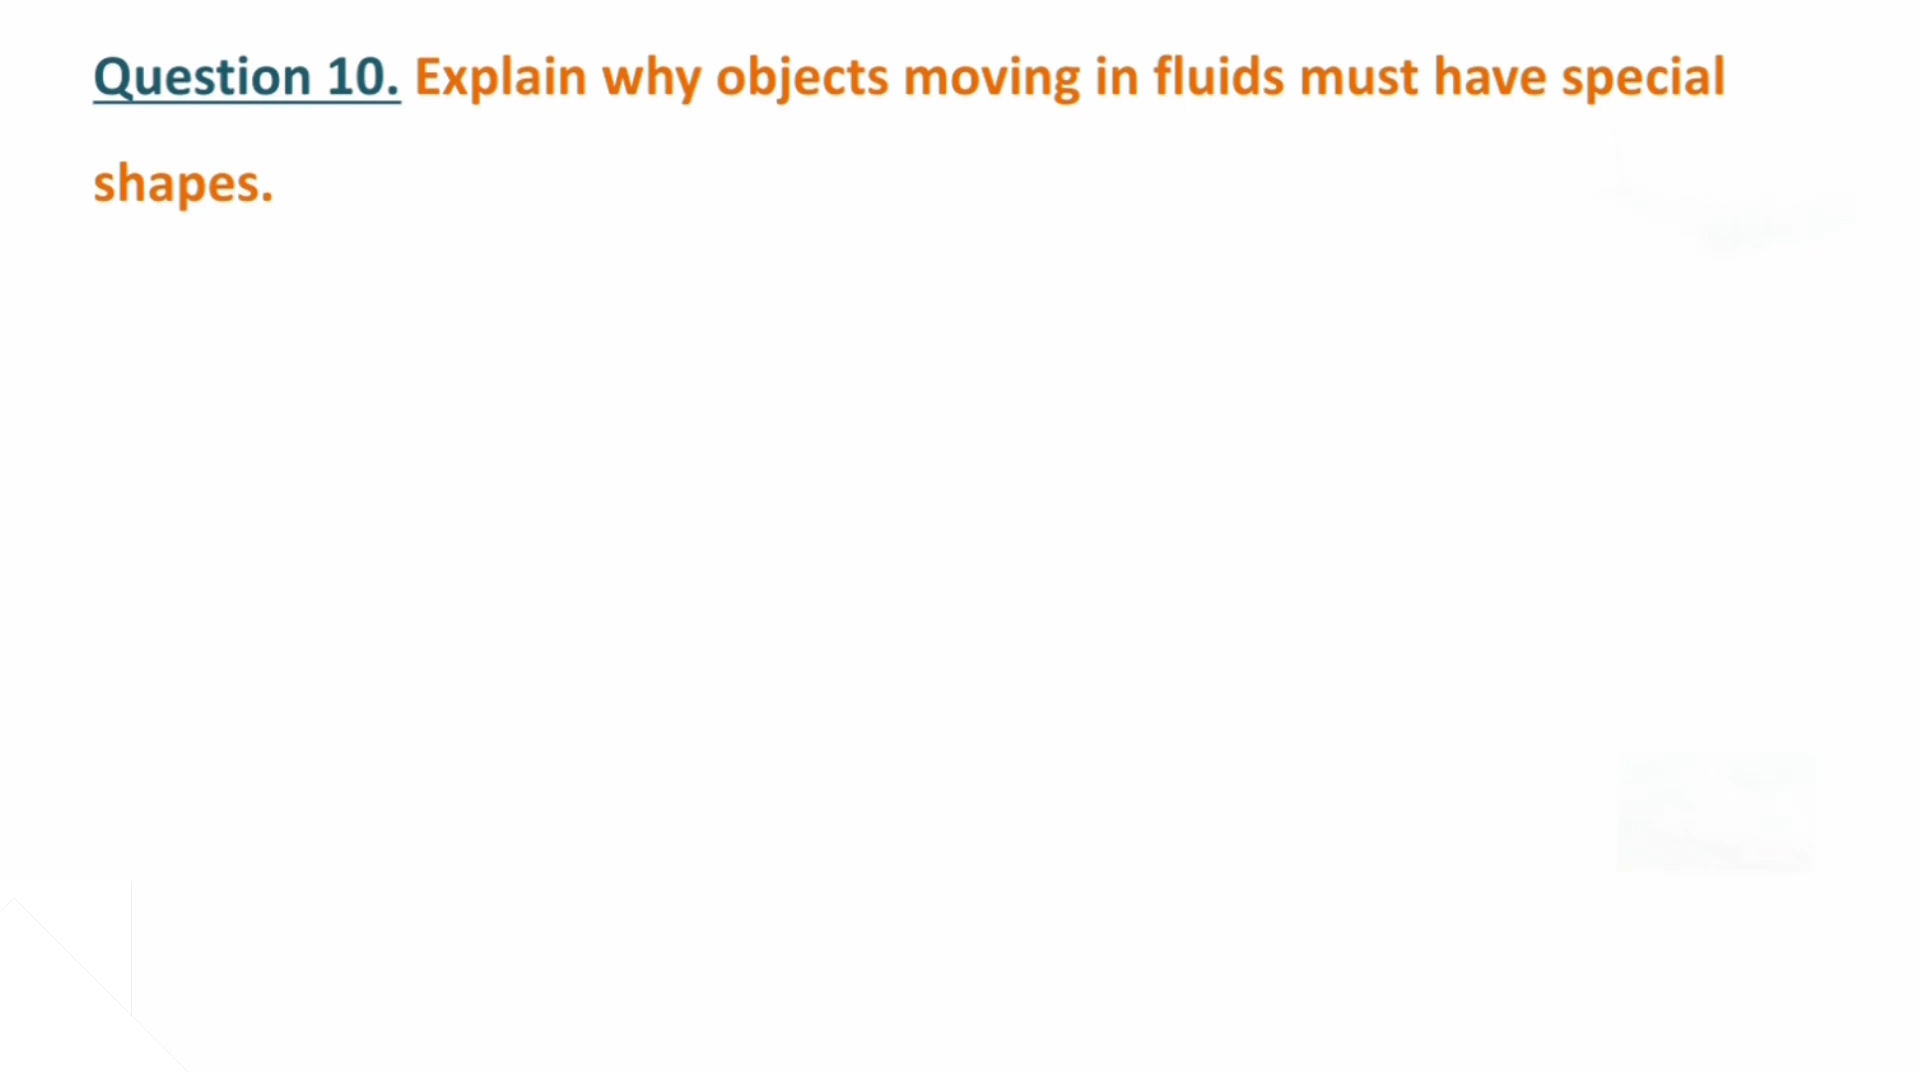 Question 10. Explain why objects moving in fluids must have special
shapes.